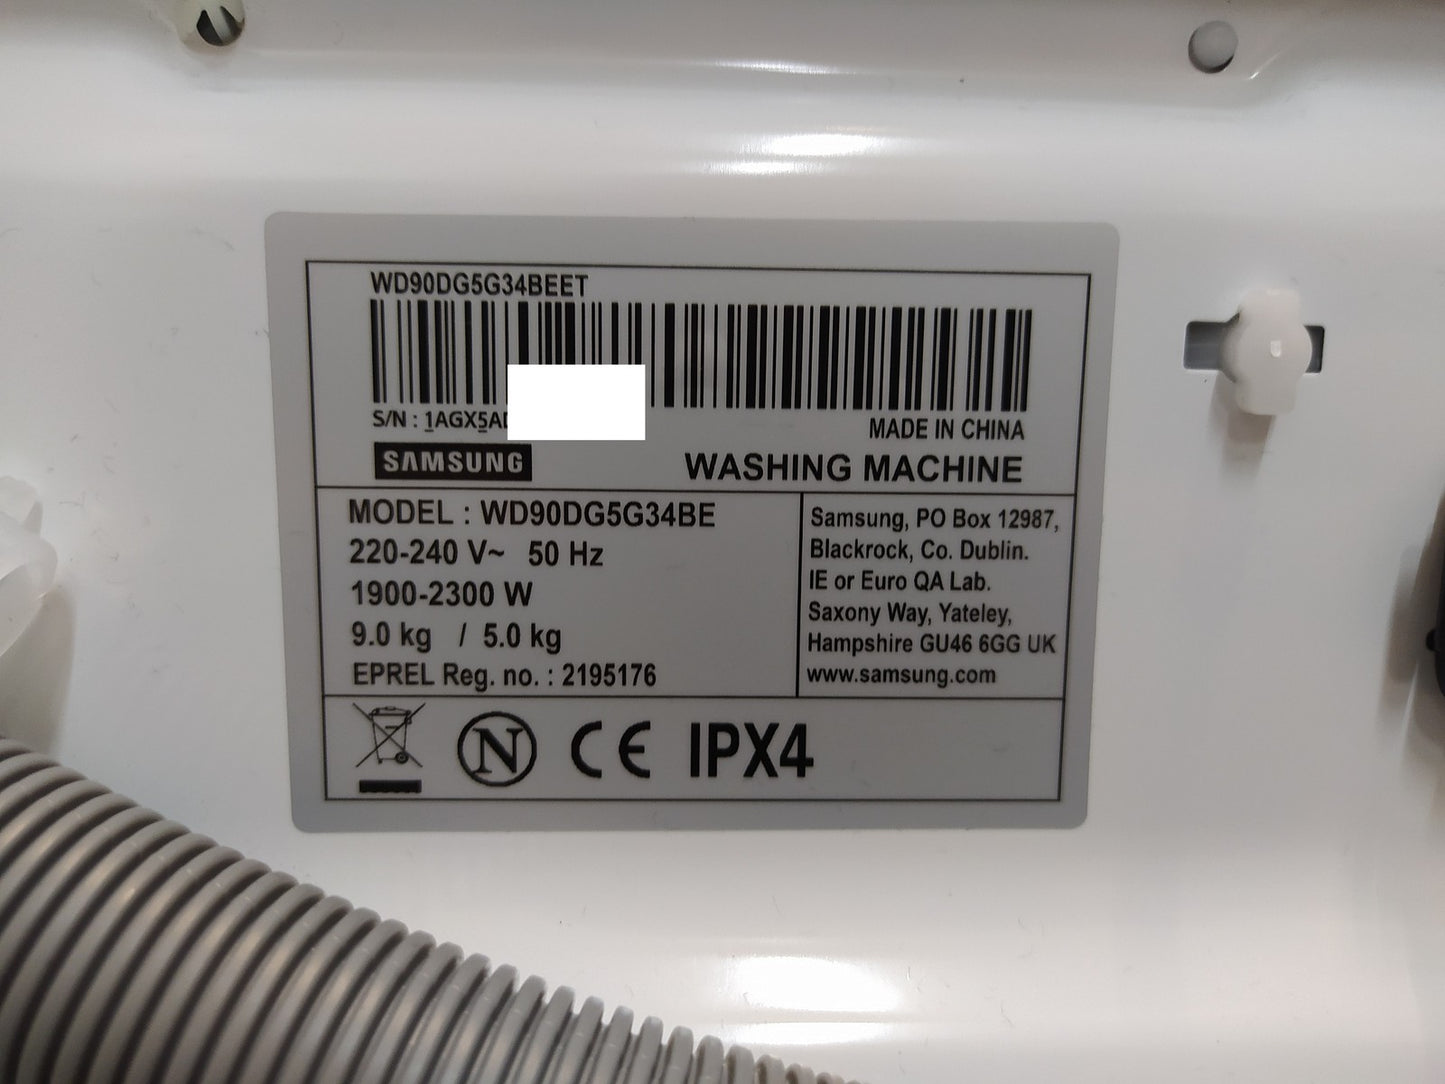 WD90DG5G34BEET
S/N : 1AGX5A
MADE IN CHINA
SAMSUNG
WASHING MACHINE
MODEL : WD90DG5G34BE
220-240 V~ 50 Hz
1900-2300 W
9.0 kg / 5.0 kg
EPREL Reg. no. : 2195176
Samsung, PO Box 12987,
Blackrock, Co. Dublin.
IE or Euro QA Lab.
Saxony Way, Yateley,
Hampshire GU46 6GG UK
www.samsung.com
N CE IPX4